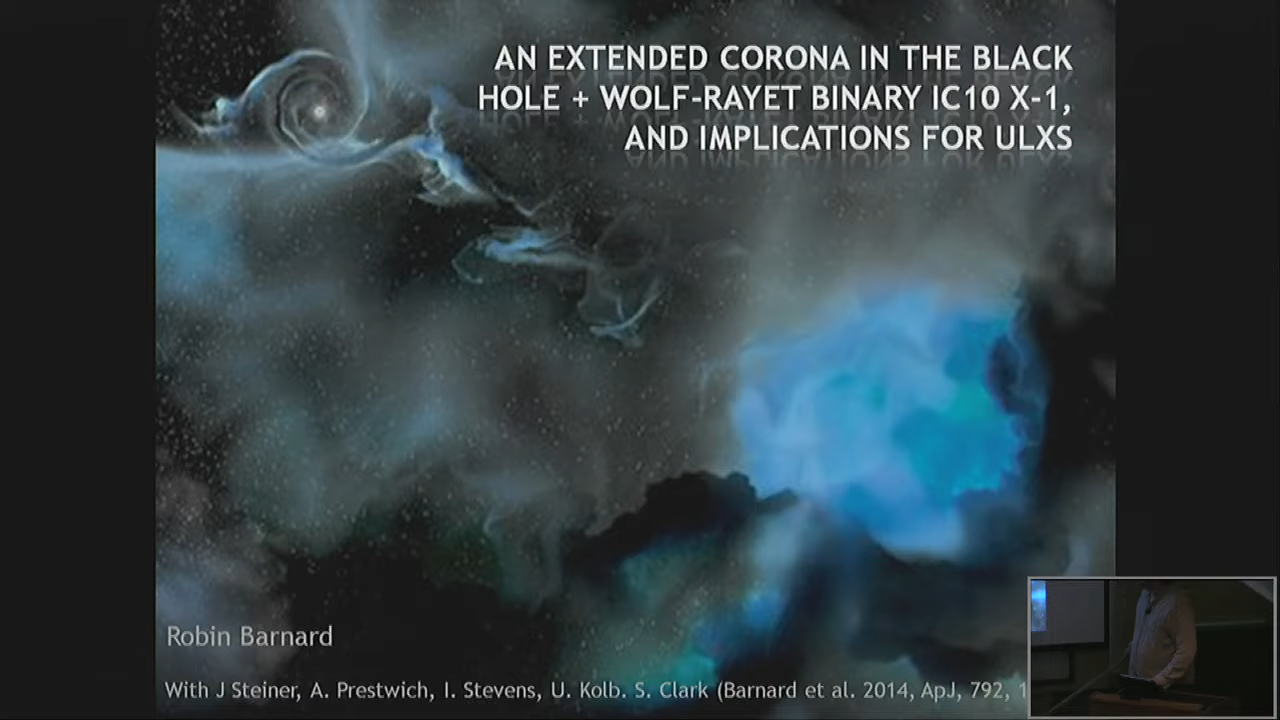 AN EXTENDED CORONA IN THE BLACK
HOLE + WOLF-RAYET BINARY IC10 X-1,
AND IMPLICATIONS FOR ULXS
Robin Barnard
With J Steiner, A. Prestwich, I. Stevens, U. Kolb. S. Clark (Barnard et al. 2014, ApJ, 792, 1